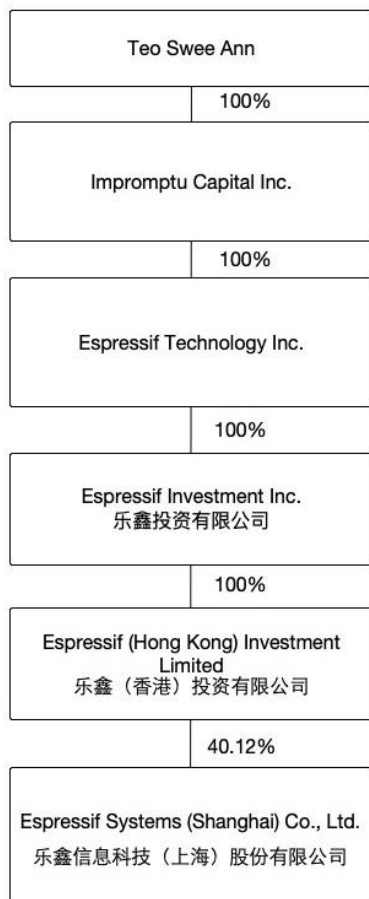 Teo Swee Ann
100%
Impromptu Capital Inc.
100%
Espressif Technology Inc.
100%
Espressif Investment Inc.
乐鑫投资有限公司
100%
Espressif (Hong Kong) Investment
Limited
乐鑫（香港）投资有限公司
40.12%
Espressif Systems (Shanghai) Co., Ltd.
乐鑫信息科技（上海）股份有限公司